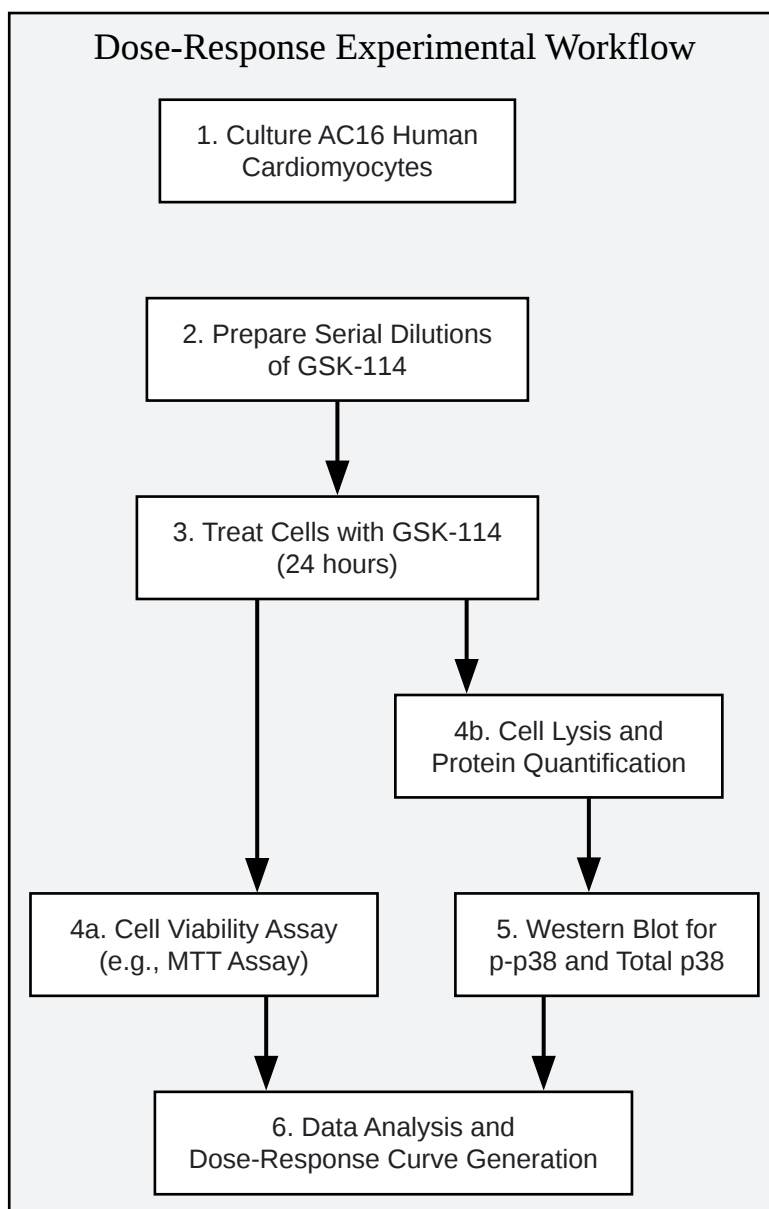 Dose-Response Experimental Workflow
1. Culture AC16 Human
Cardiomyocytes
2. Prepare Serial Dilutions
of GSK-114
3. Treat Cells with GSK-114
(24 hours)
4b. Cell Lysis and
Protein Quantification
4a. Cell Viability Assay
(e.g., MTT Assay)
5. Western Blot for
p-p38 and Total p38
6. Data Analysis and
Dose-Response Curve Generation